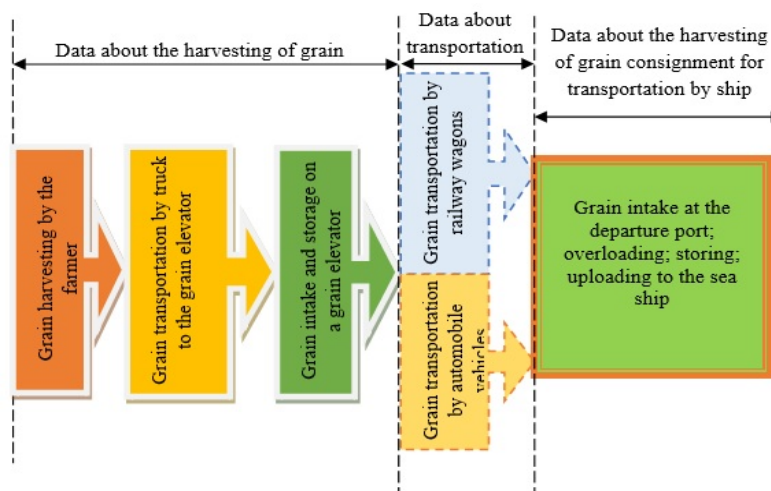 Data about the harvesting of grain
Data about
transportation
Data about the harvesting
of grain consignment for
transportation by ship
Grain harvesting by the
farmer
Grain transportation by truck
to the grain elevator
Grain intake and storage on
a grain elevator
Grain transportation by
railway wagons
Grain transportation
by automobile
vehicles
Grain intake at the
departure port;
overloading; storing;
uploading to the sea
ship